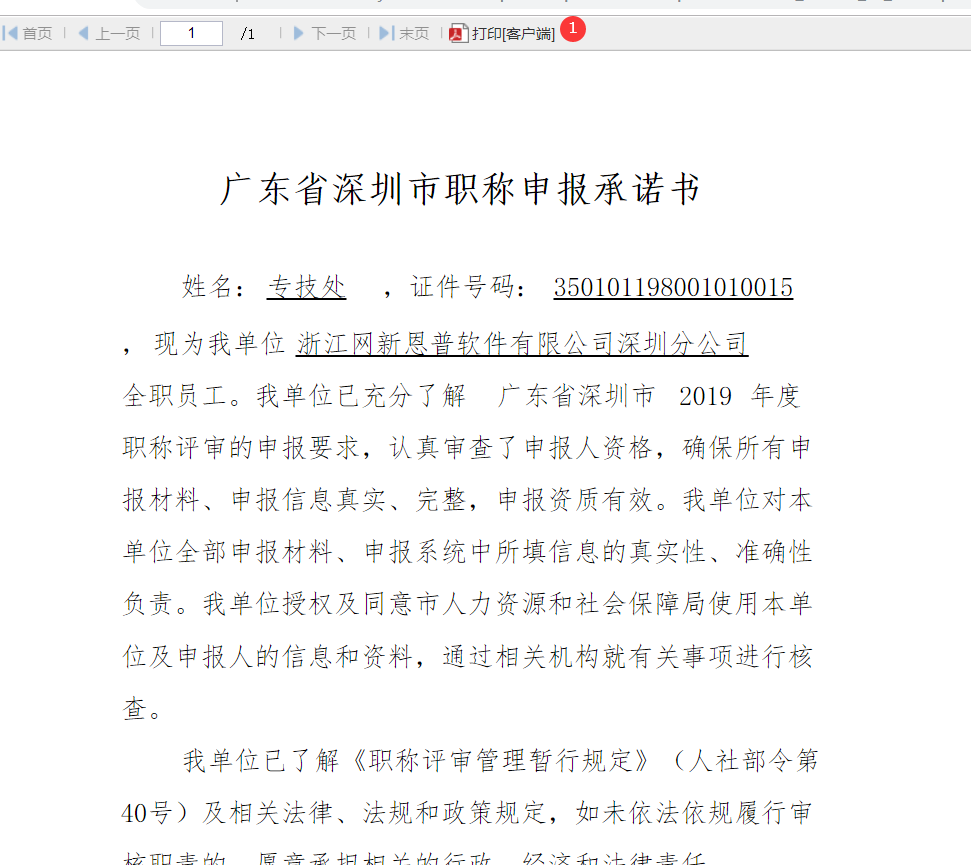 首页 上一页 1 /1 下一页 末页 打印[客户端] 1
广东省深圳市职称申报承诺书
姓名： 专技处 ，证件号码： 350101198001010015
，现为我单位 浙江网新恩普软件有限公司深圳分公司
全职员工。我单位已充分了解 广东省深圳市 2019 年度
职称评审的申报要求，认真审查了申报人资格，确保所有申
报材料、申报信息真实、完整，申报资质有效。我单位对本
单位全部申报材料、申报系统中所填信息的真实性、准确性
负责。我单位授权及同意市人力资源和社会保障局使用本单
位及申报人的信息和资料，通过相关机构就有关事项进行核
查。
我单位已了解《职称评审管理暂行规定》（人社部令第
40号）及相关法律、法规和政策规定，如未依法依规履行审
核职责的，愿意承担相关的行政、经济和法律责任